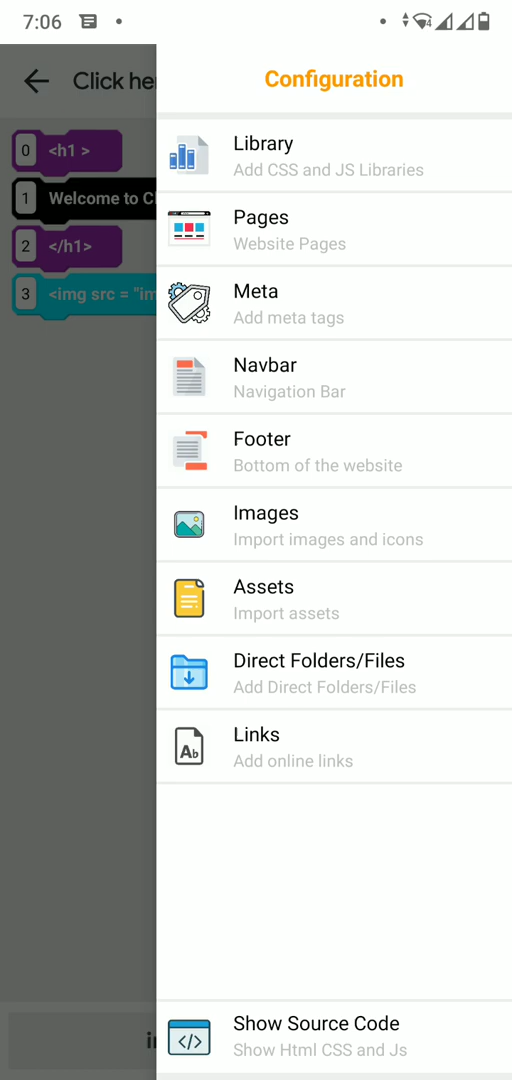 7:06
Click he
Configuration
0 <h1 >
1 Welcome to C
2 </h1>
3 <img src = "im
Library
Add CSS and JS Libraries
Pages
Website Pages
Meta
Add meta tags
Navbar
Navigation Bar
Footer
Bottom of the website
Images
Import images and icons
Assets
Import assets
Direct Folders/Files
Add Direct Folders/Files
Links
Add online links
Show Source Code
Show Html CSS and Js